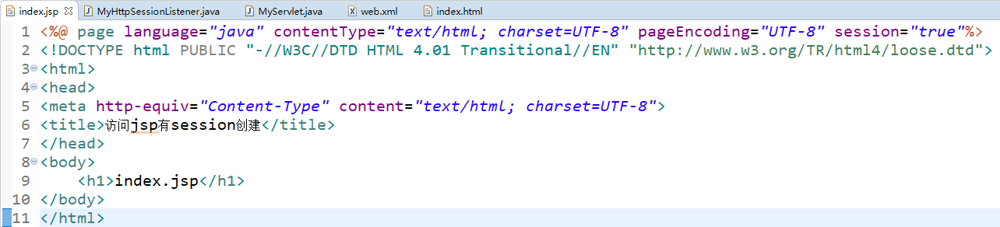 index.jsp MyHttpSessionListener.java MyServlet.java web.xml index.html
1 <%@ page language="java" contentType="text/html; charset=UTF-8" pageEncoding="UTF-8" session="true"%>
2 <!DOCTYPE html PUBLIC "-//W3C//DTD HTML 4.01 Transitional//EN" "http://www.w3.org/TR/html4/loose.dtd">
3 <html>
4 <head>
5 <meta http-equiv="Content-Type" content="text/html; charset=UTF-8">
6 <title>访问jsp有session创建</title>
7 </head>
8 <body>
9 <h1>index.jsp</h1>
10 </body>
11 </html>